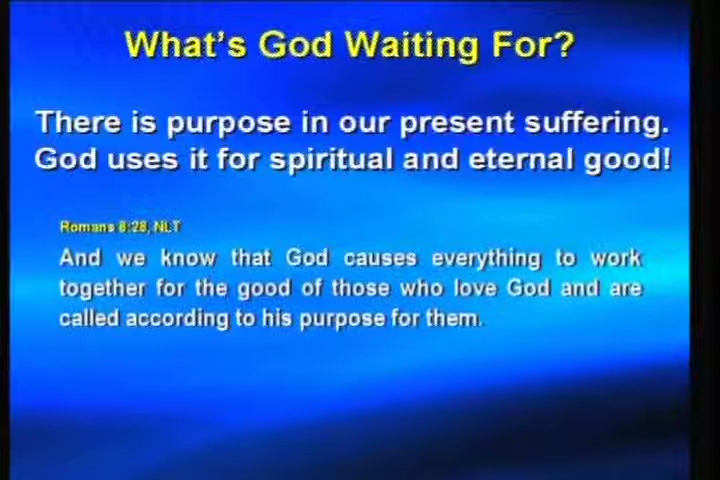 What's God Waiting For?
There is purpose in our present suffering.
God uses it for spiritual and eternal good!
Romans 8:28, NLT
And we know that God causes everything to work
together for the good of those who love God and are
called according to his purpose for them.